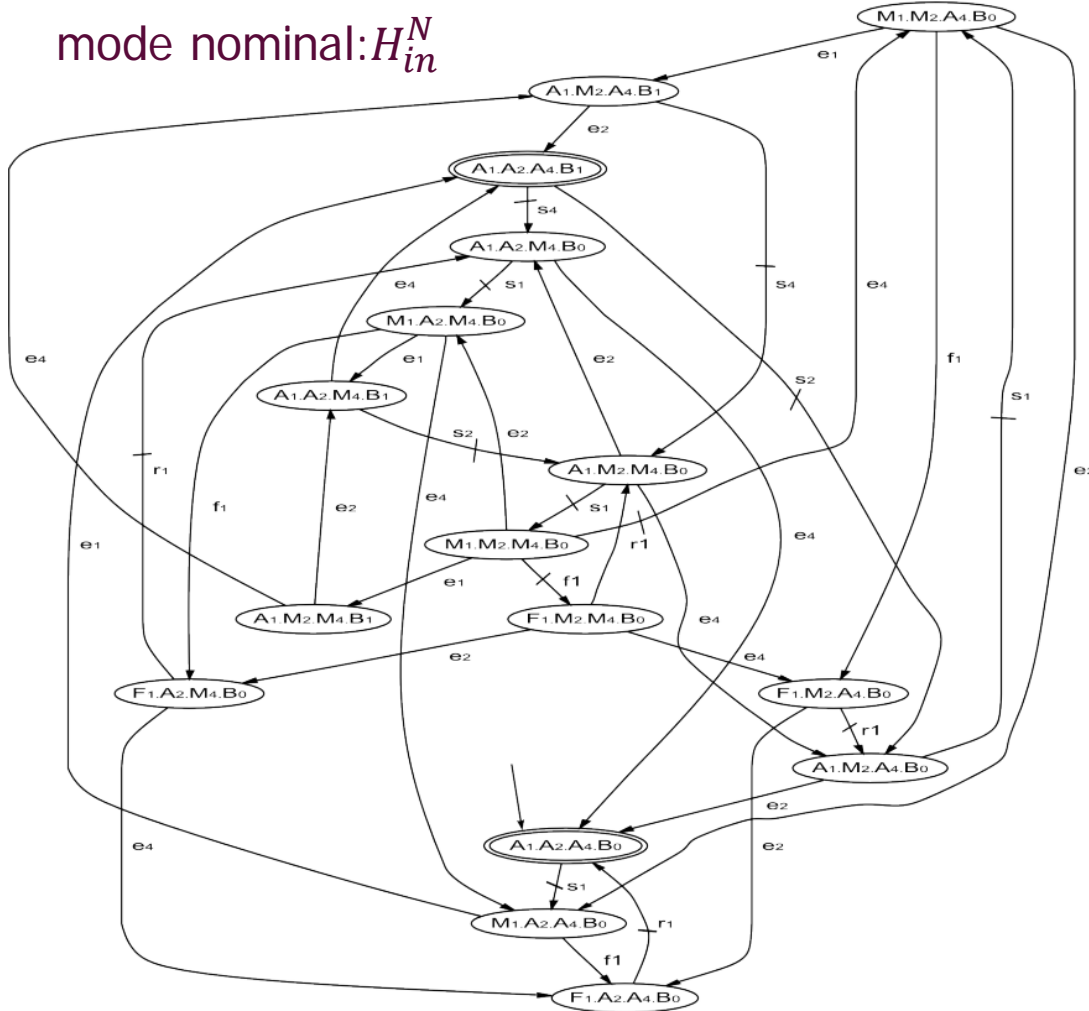 mode nominal:$H_{in}^{N}$
M1.M2.A4.B0
e1
A1.M2.A4.B1
e2
A1.A2.A4.B1
s4
A1.A2.M4.B0
e4
s1
s4
e4
M1.A2.M4.B0
e1
e2
f1
e4
A1.A2.M4.B1
s2
s1
s2
e2
A1.M2.M4.B0
r1
f1
e2
e4
s1
M1.M2.M4.B0
r1
e4
e1
e1
f1
A1.M2.M4.B1
F1.M2.M4.B0
e4
e2
e4
F1.A2.M4.B0
F1.M2.A4.B0
r1
A1.M2.A4.B0
e2
A1.A2.A4.B0
e4
e2
s1
M1.A2.A4.B0
r1
f1
F1.A2.A4.B0